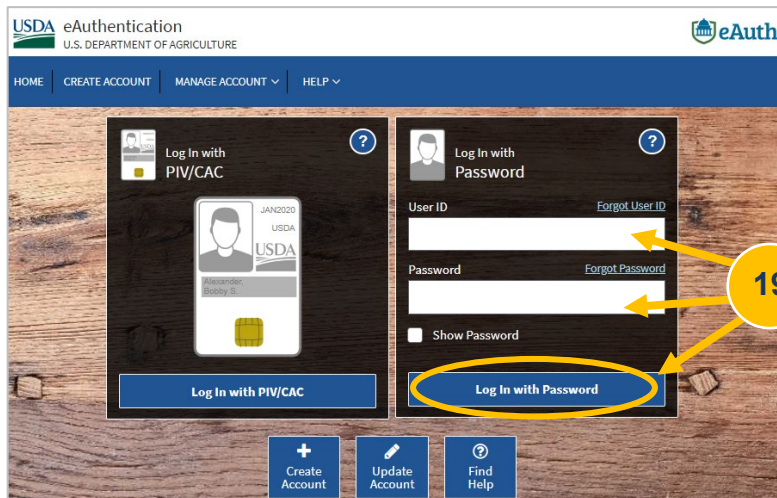 USDA eAuthentication
U.S. DEPARTMENT OF AGRICULTURE
eAuth
HOME CREATE ACCOUNT MANAGE ACCOUNT HELP
Log In with
PIV/CAC
?
JAN2020
USDA
USDA
Alexander,
Bobby S.
Log In with PIV/CAC
Log In with
Password
?
User ID Forgot User ID
Password Forgot Password
Show Password
Log In with Password
19
Create
Account
Update
Account
?
Find
Help